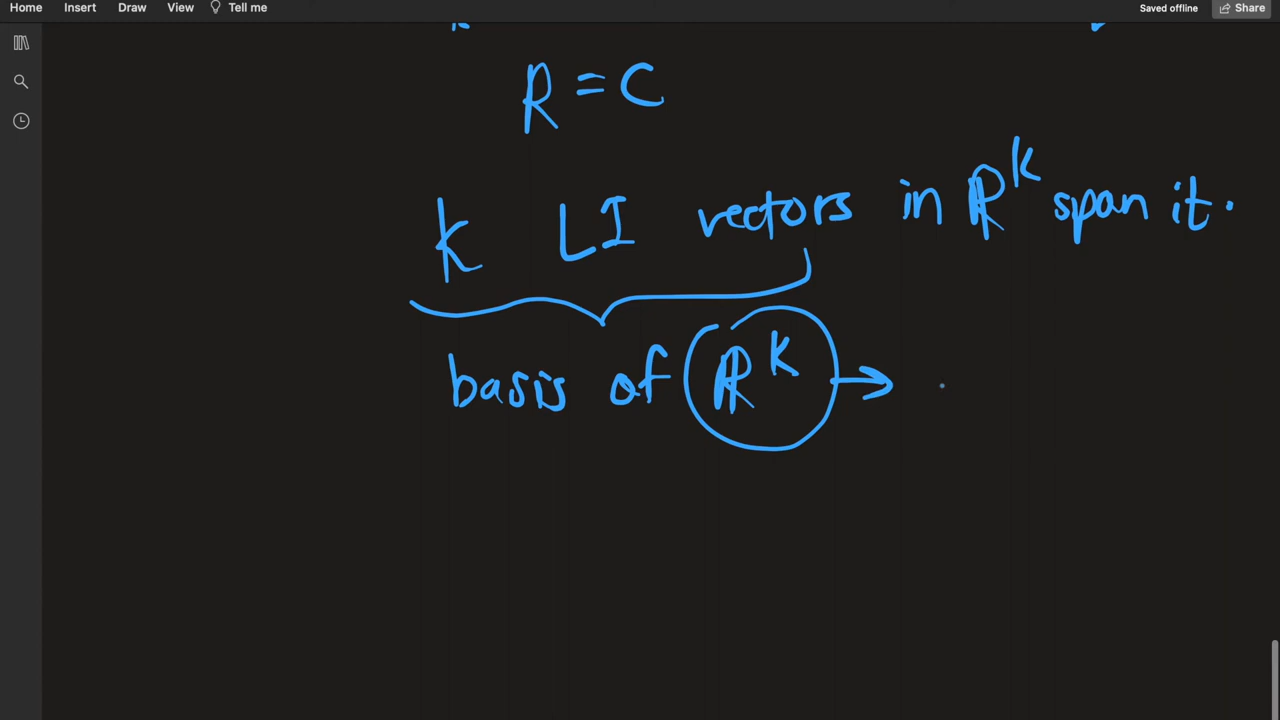 Home Insert Draw View Tell me Saved offline Share
R = C
k LI vectors in ℝ^k span it.
basis of ℝ^k →